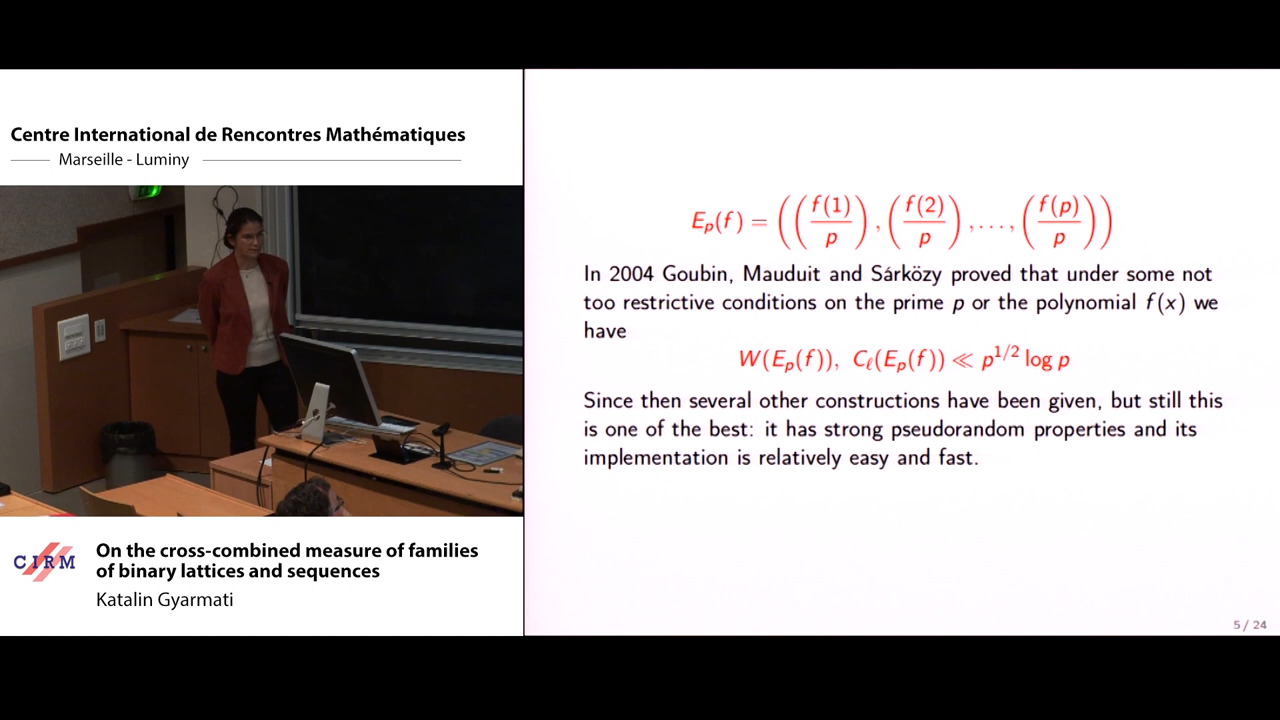 Centre International de Rencontres Mathématiques
Marseille - Luminy
CIRM
On the cross-combined measure of families
of binary lattices and sequences
Katalin Gyarmati
E_p(f) = ((f(1)/p), (f(2)/p), ..., (f(p)/p))
In 2004 Goubin, Mauduit and Sárközy proved that under some not
too restrictive conditions on the prime p or the polynomial f(x) we
have
W(E_p(f)), C_ℓ(E_p(f)) ≪ p^{1/2} log p
Since then several other constructions have been given, but still this
is one of the best: it has strong pseudorandom properties and its
implementation is relatively easy and fast.
5 / 24